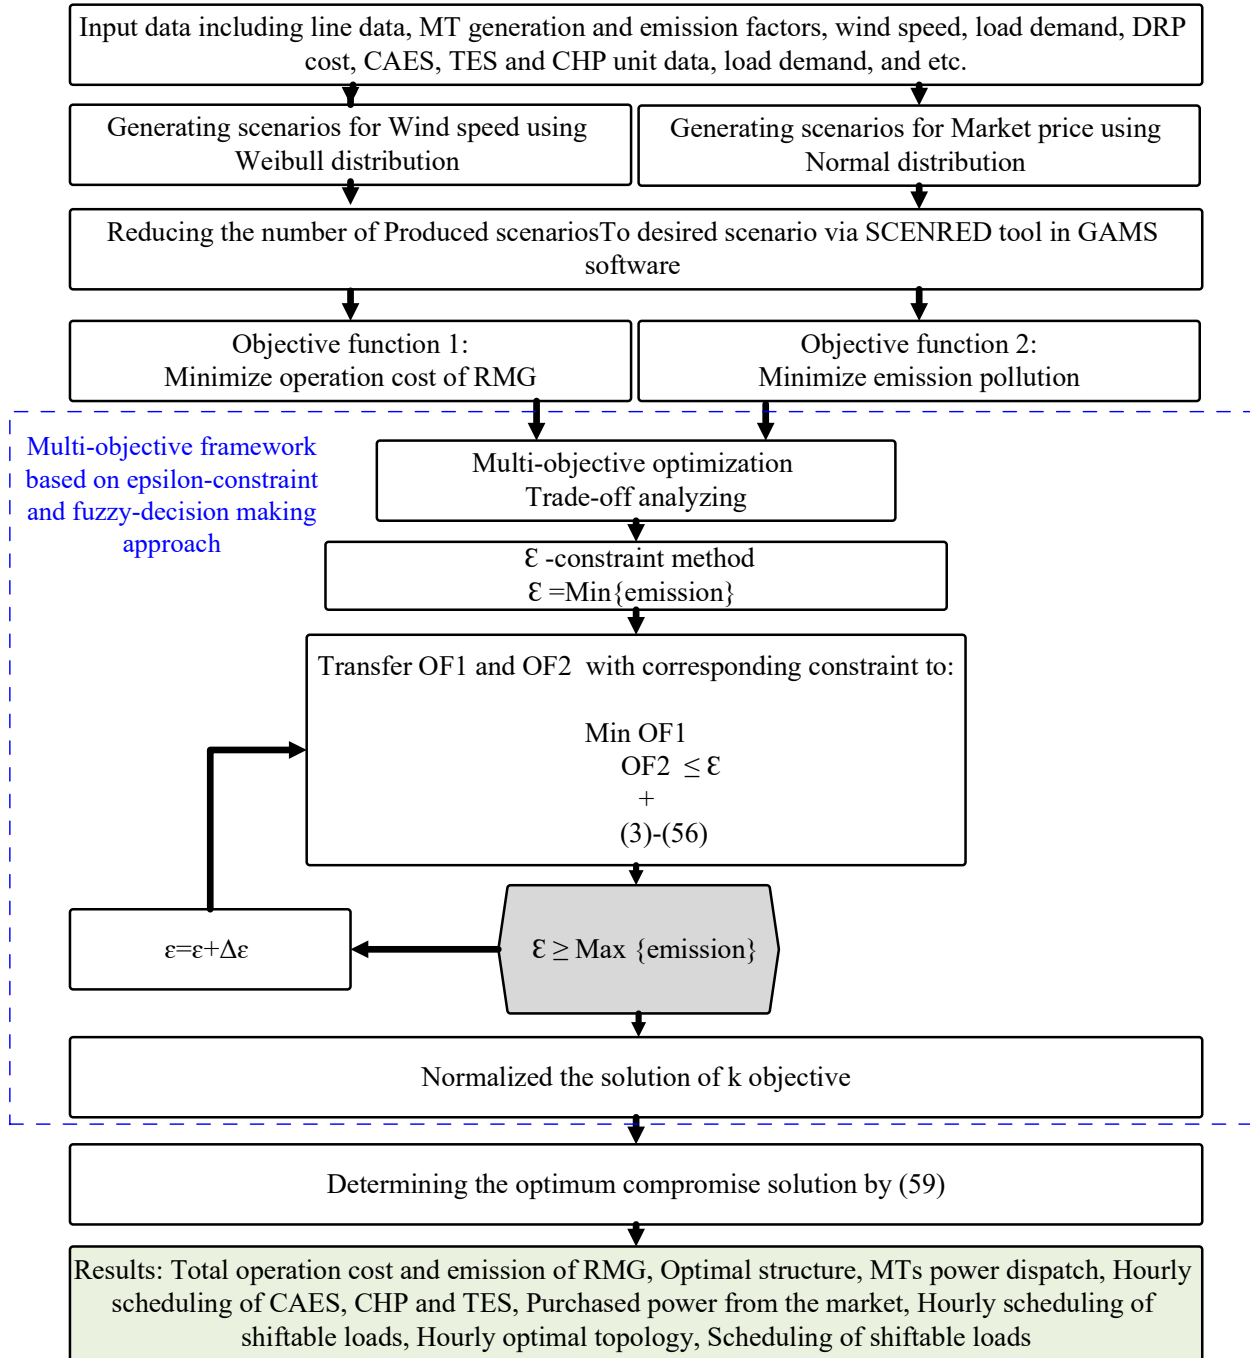 Input data including line data, MT generation and emission factors, wind speed, load demand, DRP
cost, CAES, TES and CHP unit data, load demand, and etc.
Generating scenarios for Wind speed using
Weibull distribution
Generating scenarios for Market price using
Normal distribution
Reducing the number of Produced scenariosTo desired scenario via SCENRED tool in GAMS
software
Objective function 1:
Minimize operation cost of RMG
Objective function 2:
Minimize emission pollution
Multi-objective framework
based on epsilon-constraint
and fuzzy-decision making
approach
Multi-objective optimization
Trade-off analyzing
Ɛ -constraint method
Ɛ =Min{emission}
Transfer OF1 and OF2 with corresponding constraint to:
Min OF1
OF2 ≤ Ɛ
+
(3)-(56)
Ɛ ≥ Max {emission}
ε=ε+Δε
Normalized the solution of k objective
Determining the optimum compromise solution by (59)
Results: Total operation cost and emission of RMG, Optimal structure, MTs power dispatch, Hourly
scheduling of CAES, CHP and TES, Purchased power from the market, Hourly scheduling of
shiftable loads, Hourly optimal topology, Scheduling of shiftable loads